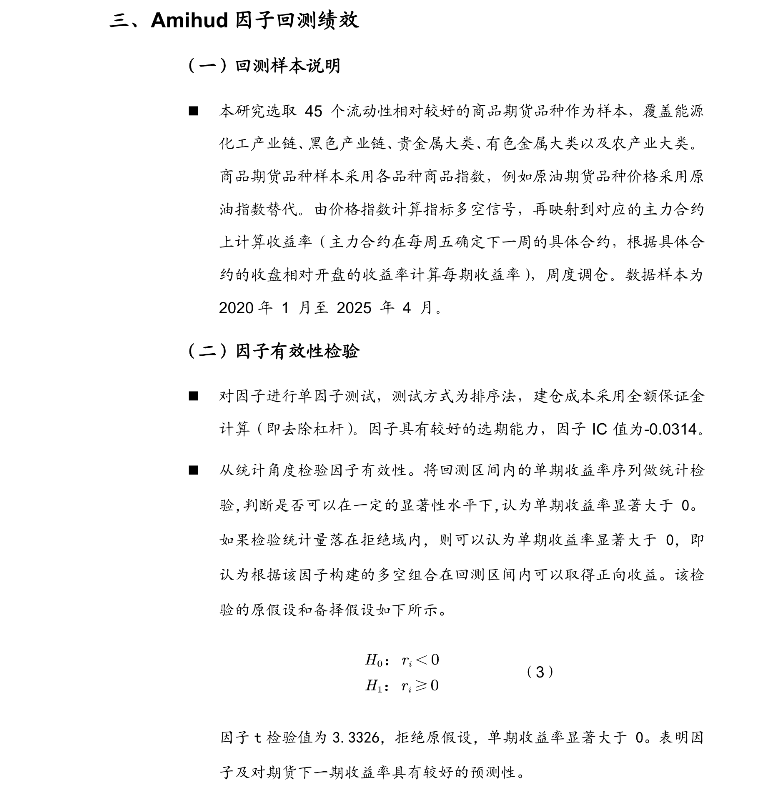 三、Amihud 因子回测绩效
（一）回测样本说明
■ 本研究选取 45 个流动性相对较好的商品期货品种作为样本，覆盖能源
化工产业链、黑色产业链、贵金属大类、有色金属大类以及农产业大类。
商品期货品种样本采用各品种商品指数，例如原油期货品种价格采用原
油指数替代。由价格指数计算指标多空信号，再映射到对应的主力合约
上计算收益率（主力合约在每周五确定下一周的具体合约，根据具体合
约的收盘相对开盘的收益率计算每期收益率），周度调仓。数据样本为
2020 年 1 月至 2025 年 4 月。
（二）因子有效性检验
■ 对因子进行单因子测试，测试方式为排序法，建仓成本采用全额保证金
计算（即去除杠杆）。因子具有较好的选期能力，因子 IC 值为-0.0314。
■ 从统计角度检验因子有效性。将回测区间内的单期收益率序列做统计检
验,判断是否可以在一定的显著性水平下,认为单期收益率显著大于 0。
如果检验统计量落在拒绝域内，则可以认为单期收益率显著大于 0，即
认为根据该因子构建的多空组合在回测区间内可以取得正向收益。该检
验的原假设和备择假设如下所示。
H₀： rᵢ < 0
（3）
H₁： rᵢ ⩾ 0
因子 t 检验值为 3.3326，拒绝原假设，单期收益率显著大于 0。表明因
子及对期货下一期收益率具有较好的预测性。